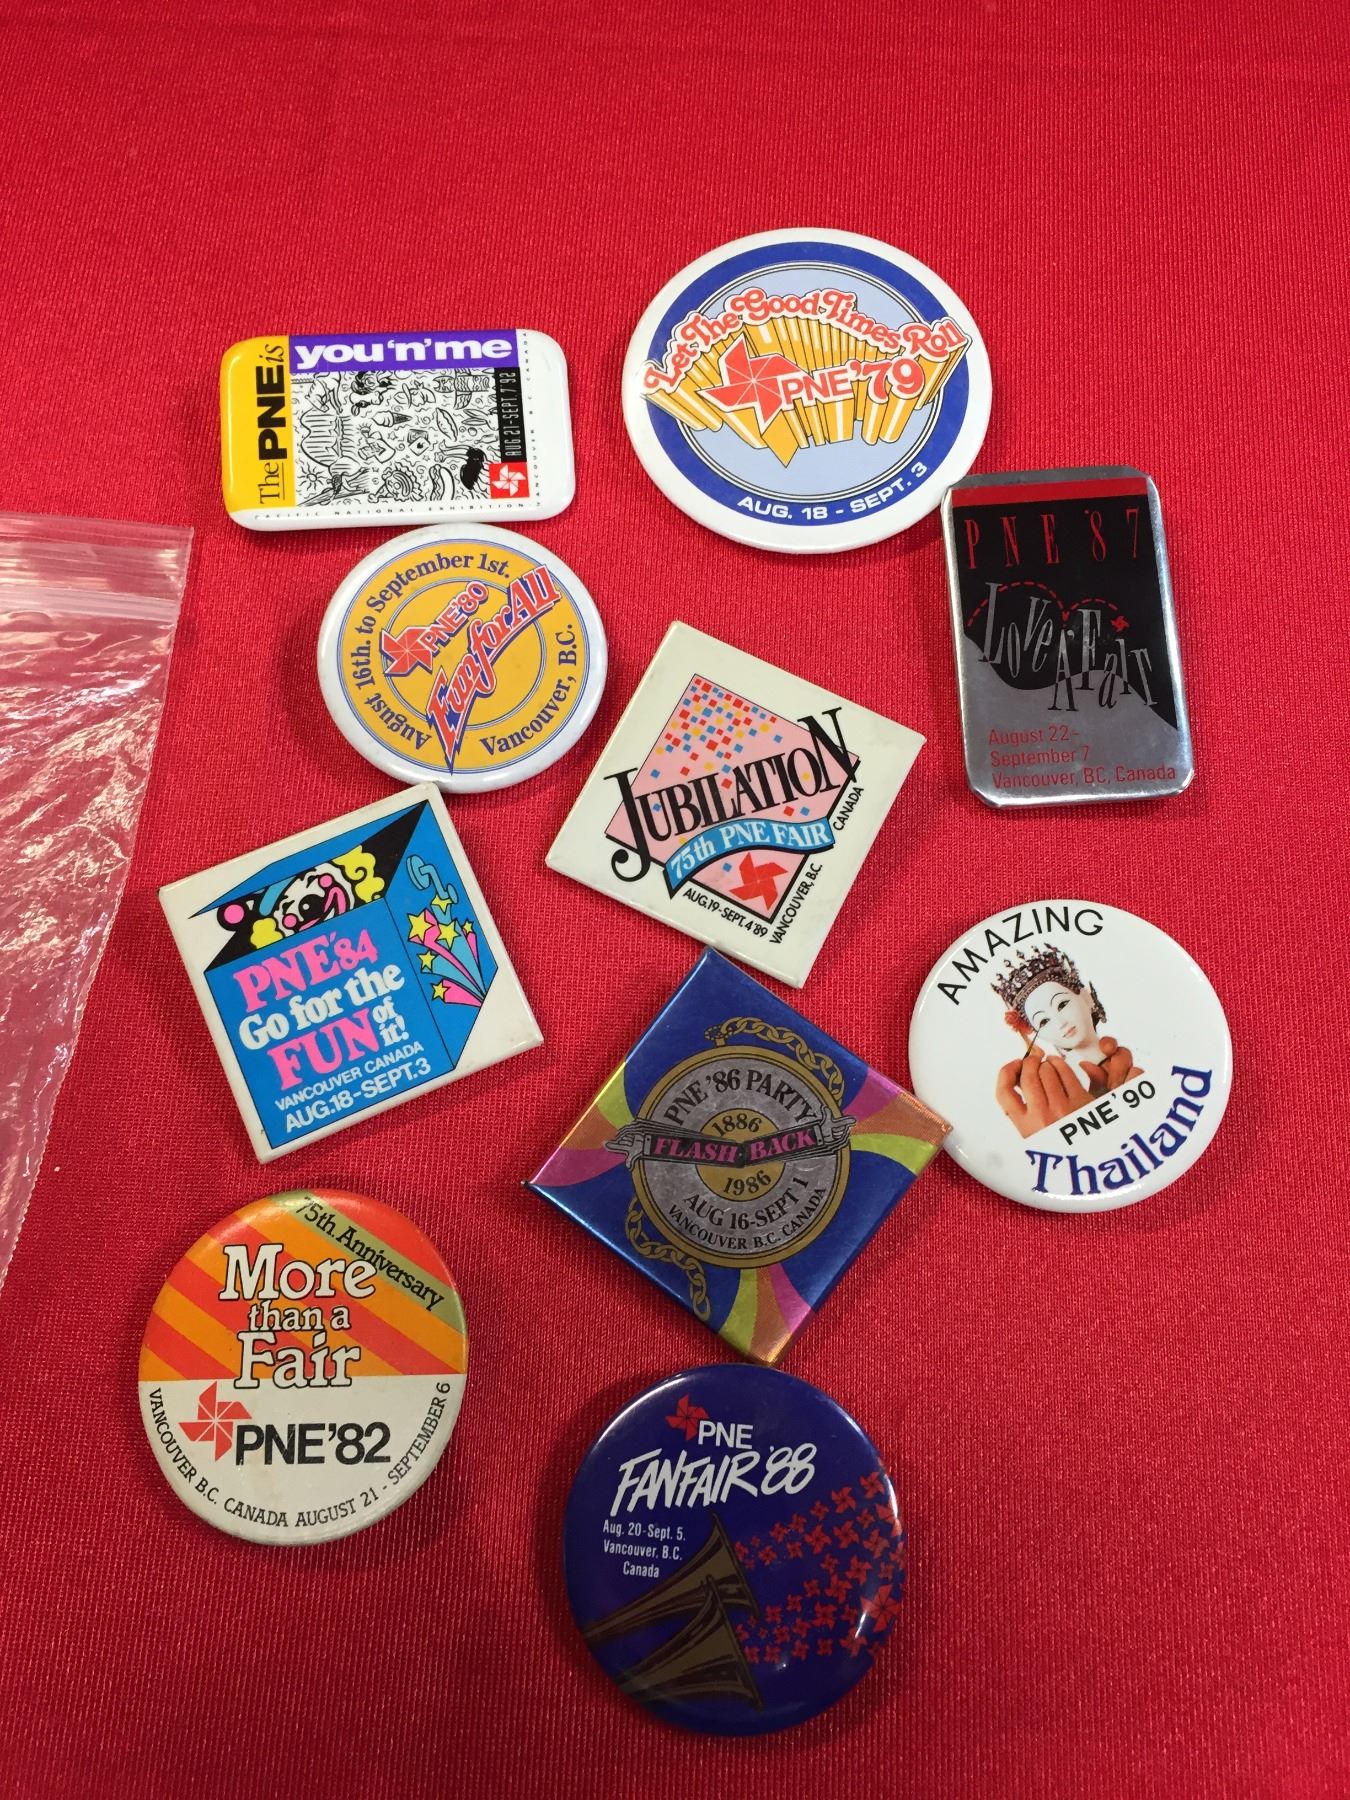 The PNE is
you 'n' me
AUG 21-SEPT 7 '92
PACIFIC NATIONAL EXHIBITION
VANCOUVER B C CANADA
Let The Good Times Roll
PNE '79
AUG. 18 - SEPT. 3
August 16th. to September 1st.
PNE '80
Fun for All
Vancouver, B.C.
PNE '87
Love A Fair
August 22-
September 7
Vancouver, BC, Canada
JUBILATION
75th PNE FAIR
AUG.19-SEPT.4 '89
VANCOUVER, B.C.
CANADA
PNE '84
Go for the
FUN of it!
VANCOUVER CANADA
AUG.18-SEPT.3
AMAZING
PNE '90
Thailand
PNE '86 PARTY
1886
FLASH BACK
1986
AUG 16-SEPT 1
VANCOUVER B.C. CANADA
75th. Anniversary
More
than a
Fair
PNE '82
VANCOUVER B.C. CANADA AUGUST 21 - SEPTEMBER 6
PNE
FANFAIR '88
Aug. 20-Sept. 5.
Vancouver, B.C.
Canada